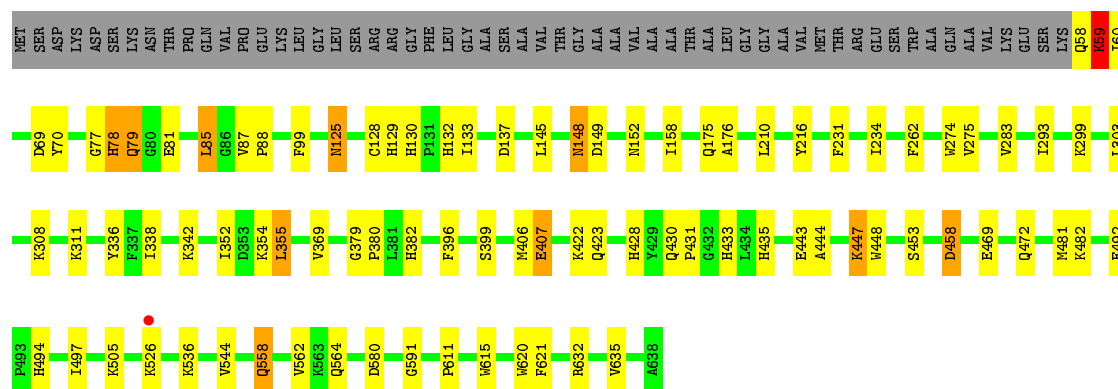 MET SER ASP LYS ASP SER LYS ASN THR PRO GLN VAL PRO GLU LYS LEU GLY LEU SER ARG ARG GLY PHE LEU GLY ALA SER ALA VAL THR GLY ALA ALA VAL ALA ALA THR ALA LEU GLY GLY ALA VAL MET THR ARG GLU SER TRP ALA GLN ALA VAL LYS GLU SER LYS Q58 K59 I60
D69 Y70 G77 H78 Q79 G80 E81 L85 G86 V87 P88 F99 N125 C128 H129 H130 P131 H132 I133 D137 L145 N148 D149 N152 I158 Q175 A176 L210 Y216 F231 I234 F262 W274 V275 V283 I293 K299
K308 K311 Y336 F337 I338 K342 I352 D353 K354 L355 V369 G379 P380 L381 H382 F396 S399 M406 E407 K422 Q423 H428 Y429 Q430 P431 G432 H433 L434 H435 E443 A444 K447 W448 S453 D458 E469 Q472 M481 K482
P493 H494 I497 K505 K526 K536 V544 Q558 V562 K563 Q564 D580 G591 P611 W615 W620 F621 R632 V635 A638